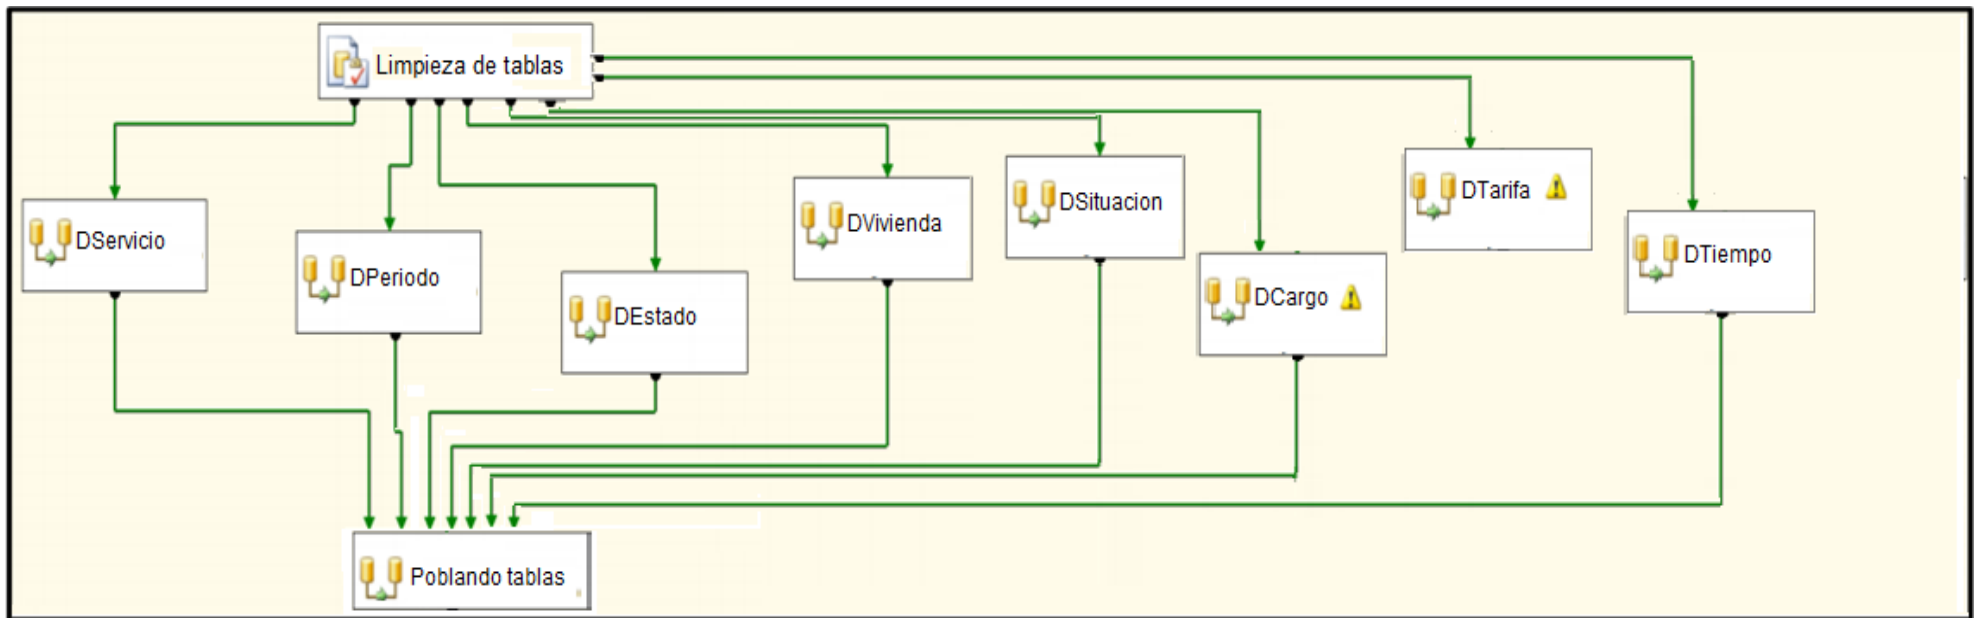 Limpieza de tablas
DServicio
DPeriodo
DEstado
DVivienda
DSituacion
DCargo
DTarifa
DTiempo
Poblando tablas